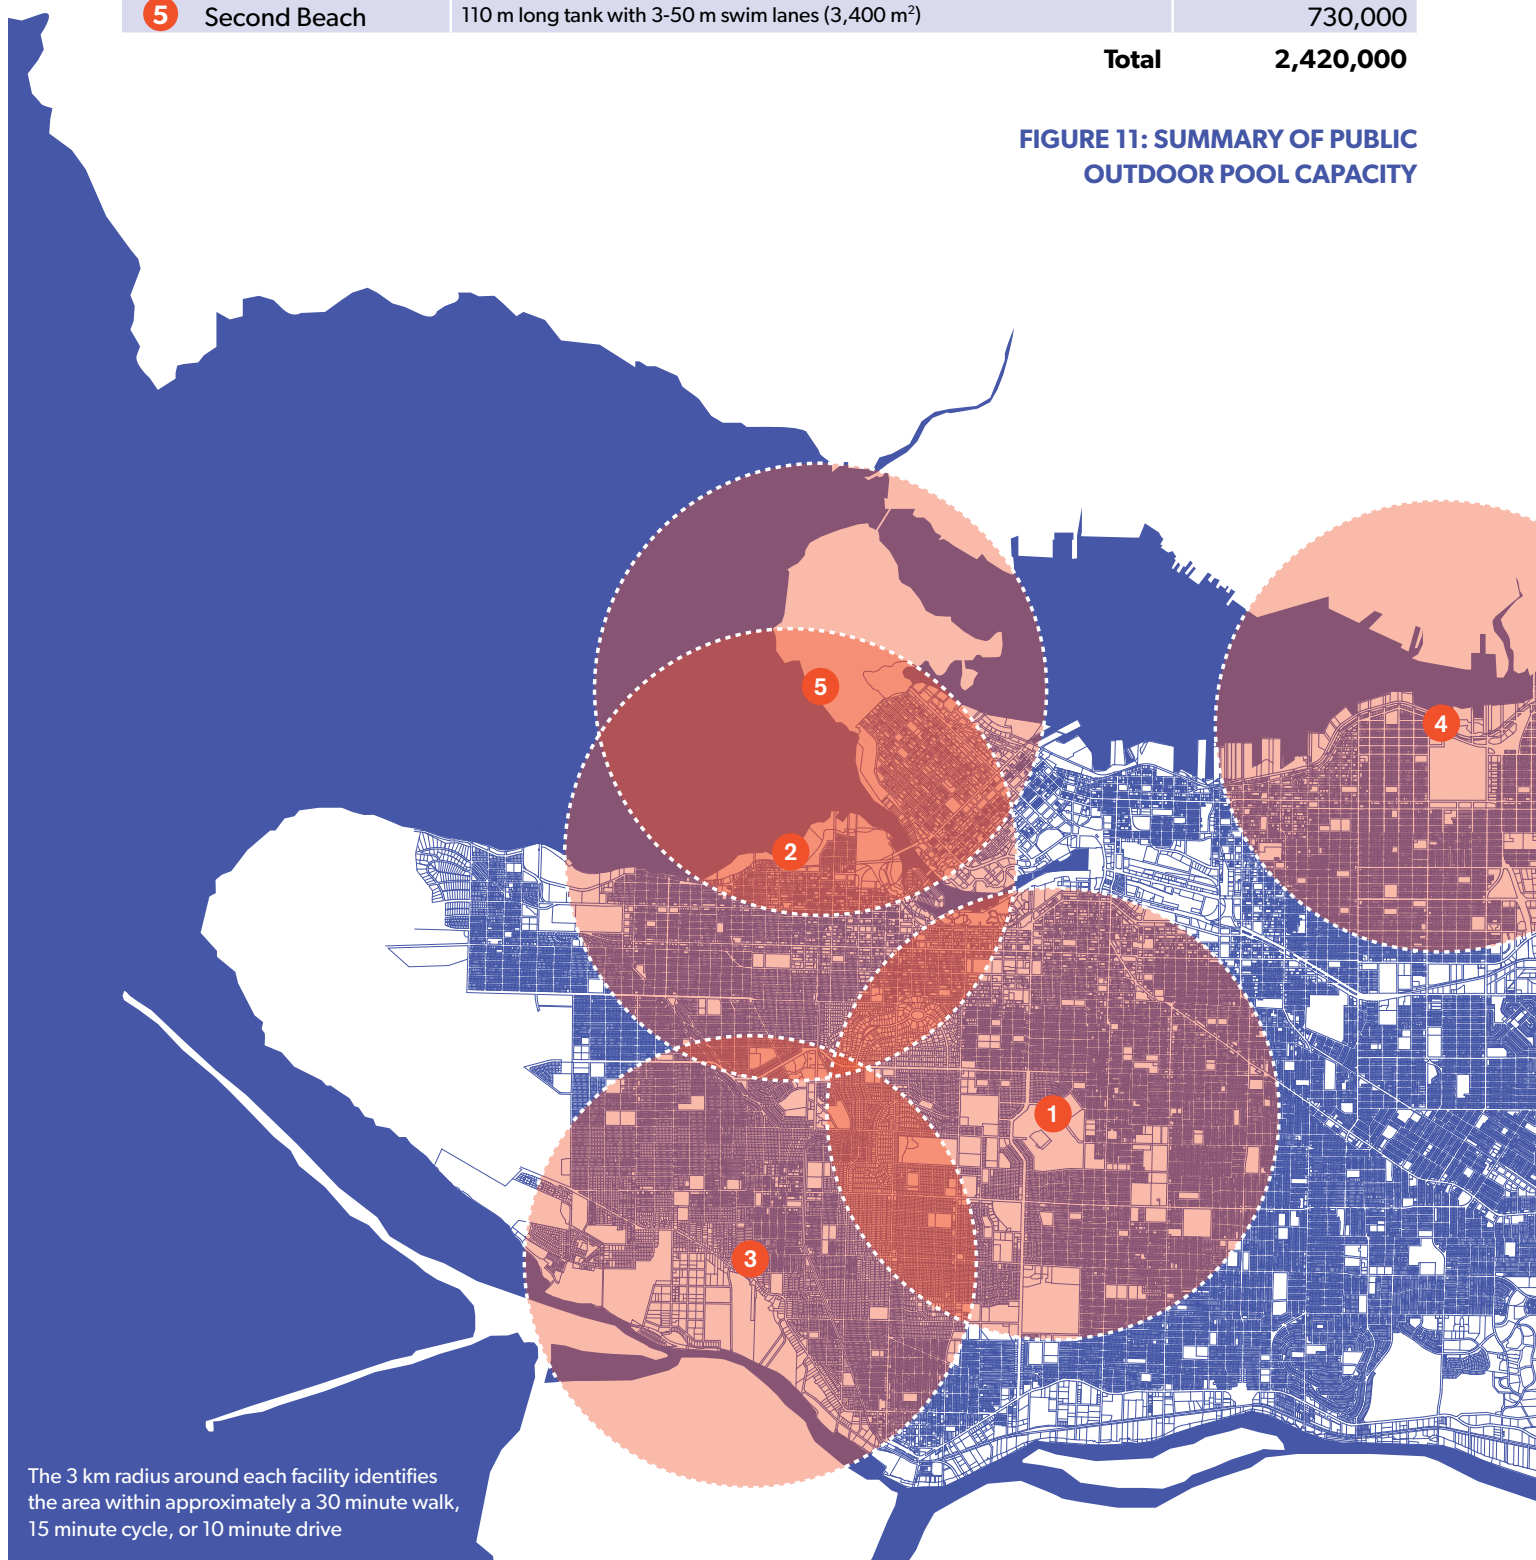 5 Second Beach 110 m long tank with 3-50 m swim lanes (3,400 m²) 730,000
Total 2,420,000
FIGURE 11: SUMMARY OF PUBLIC
OUTDOOR POOL CAPACITY
5
4
2
1
3
The 3 km radius around each facility identifies
the area within approximately a 30 minute walk,
15 minute cycle, or 10 minute drive